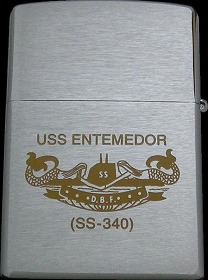 USS ENTEMEDOR
SS
D.B.F.
(SS-340)